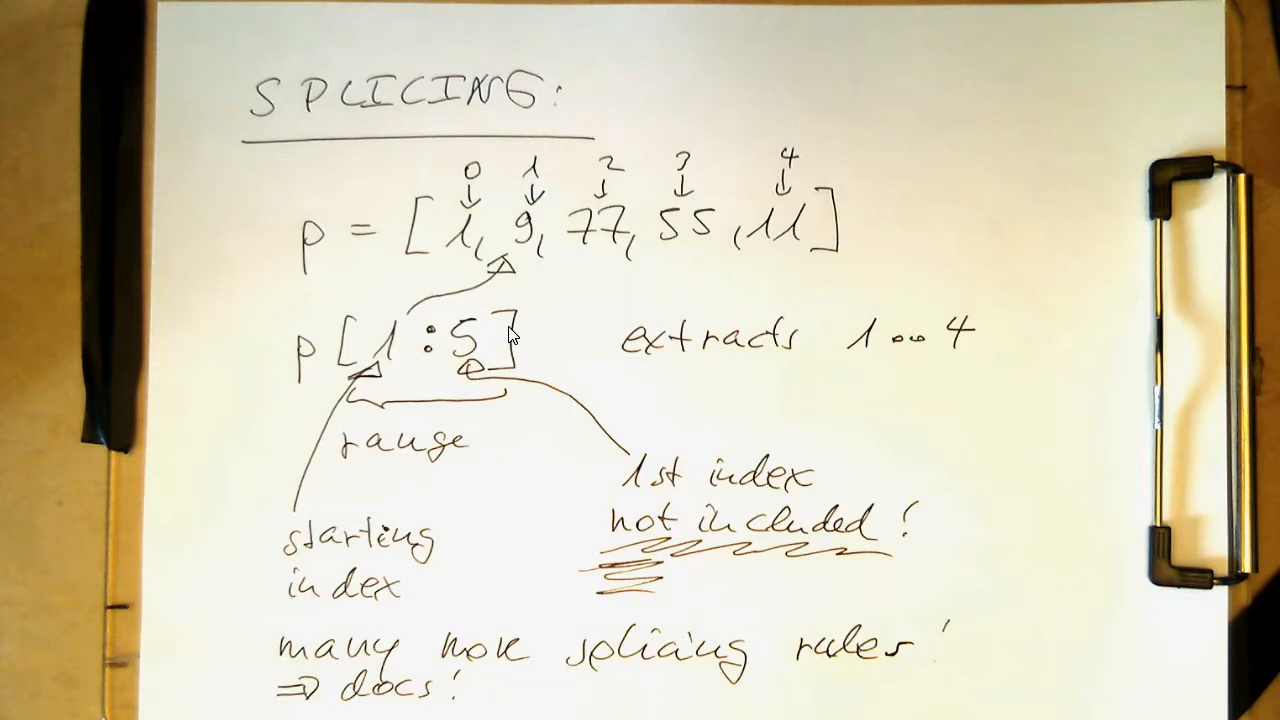 SPLICING:
0 1 2 3 4
p = [1, 9, 77, 55, 11]
p[1:5] extracts 1...4
range
1st index
not included!
starting
index
many more splicing rules!
⇒ docs!